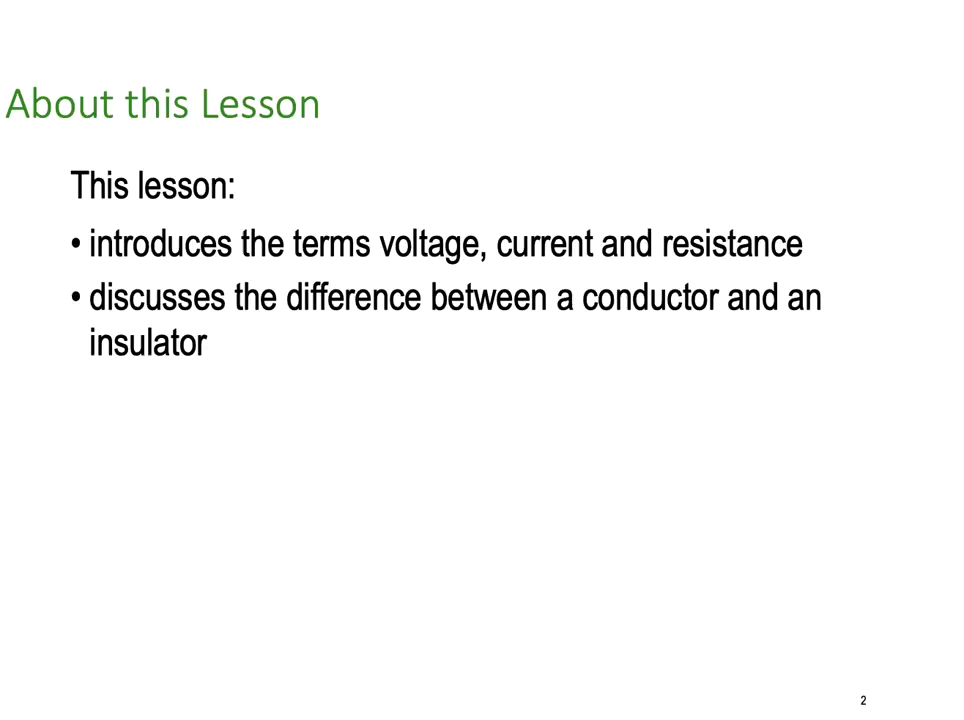 About this Lesson
This lesson:
• introduces the terms voltage, current and resistance
• discusses the difference between a conductor and an
insulator
2